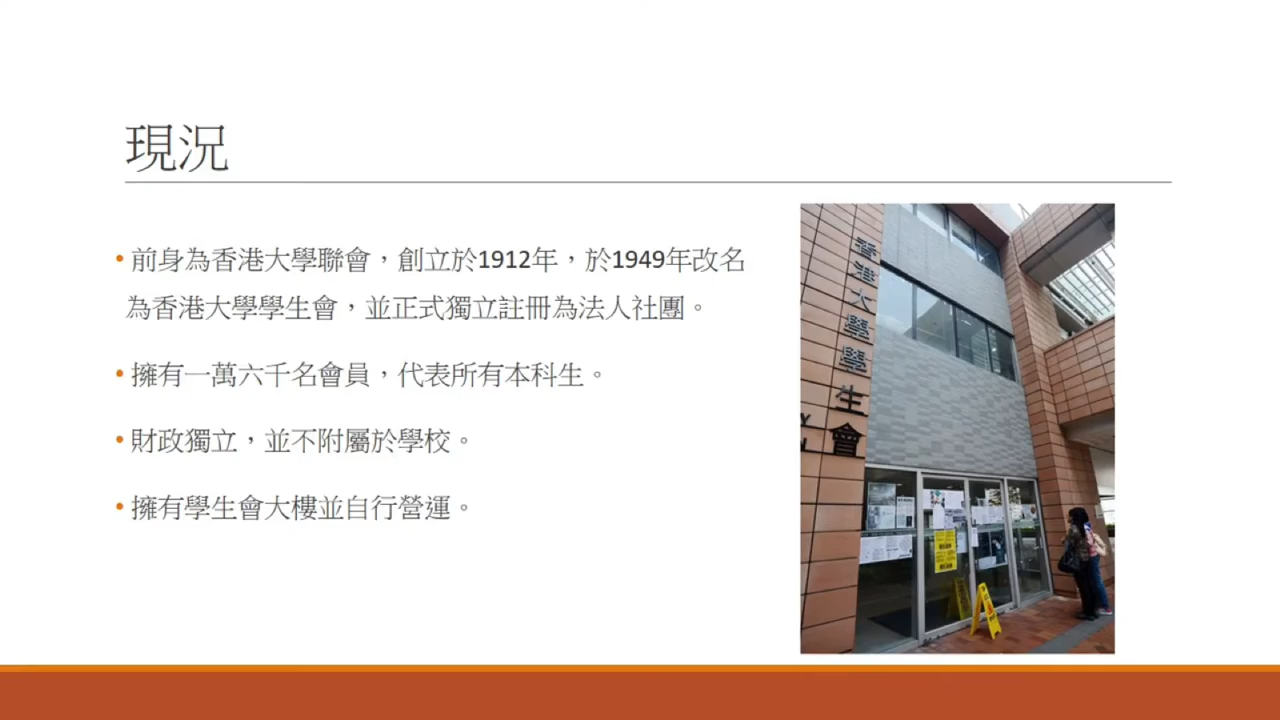 現況
• 前身為香港大學聯會，創立於1912年，於1949年改名
為香港大學學生會，並正式獨立註冊為法人社團。
• 擁有一萬六千名會員，代表所有本科生。
• 財政獨立，並不附屬於學校。
• 擁有學生會大樓並自行營運。
香港大學學生會